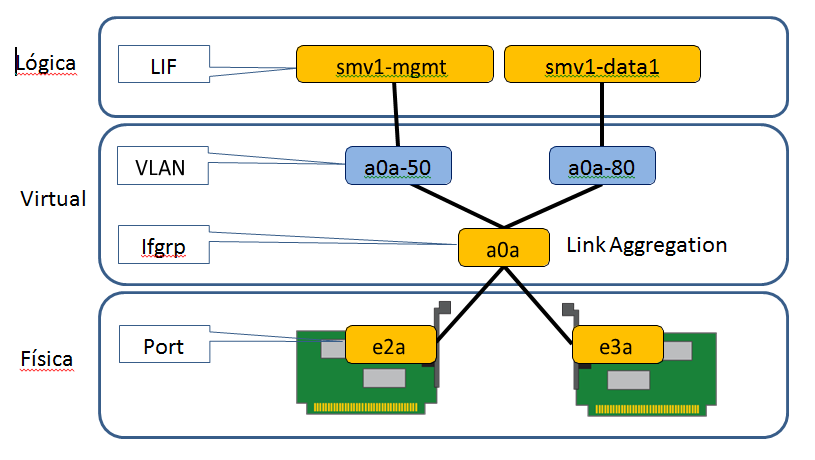 Lógica
LIF
smv1-mgmt
smv1-data1
Virtual
VLAN
a0a-50
a0a-80
Ifgrp
a0a
Link Aggregation
Física
Port
e2a
e3a